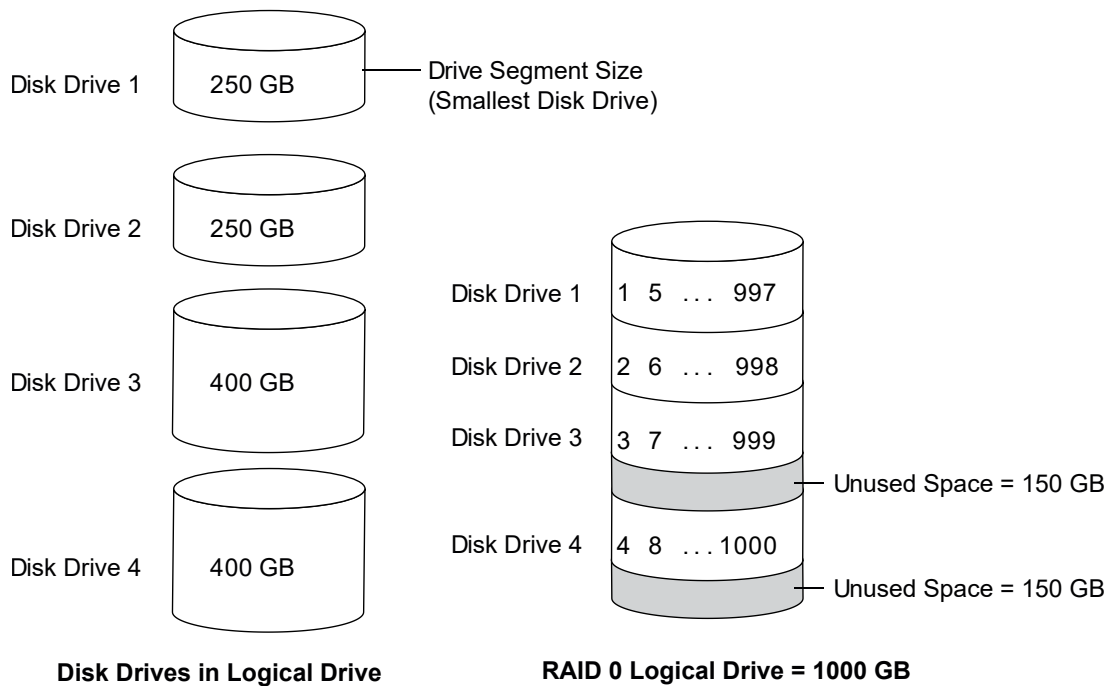 Disk Drive 1
250 GB
Drive Segment Size
(Smallest Disk Drive)
Disk Drive 2
250 GB
Disk Drive 3
400 GB
Disk Drive 4
400 GB
Disk Drives in Logical Drive
Disk Drive 1
1 5 ... 997
Disk Drive 2
2 6 ... 998
Disk Drive 3
3 7 ... 999
Unused Space = 150 GB
Disk Drive 4
4 8 ... 1000
Unused Space = 150 GB
RAID 0 Logical Drive = 1000 GB